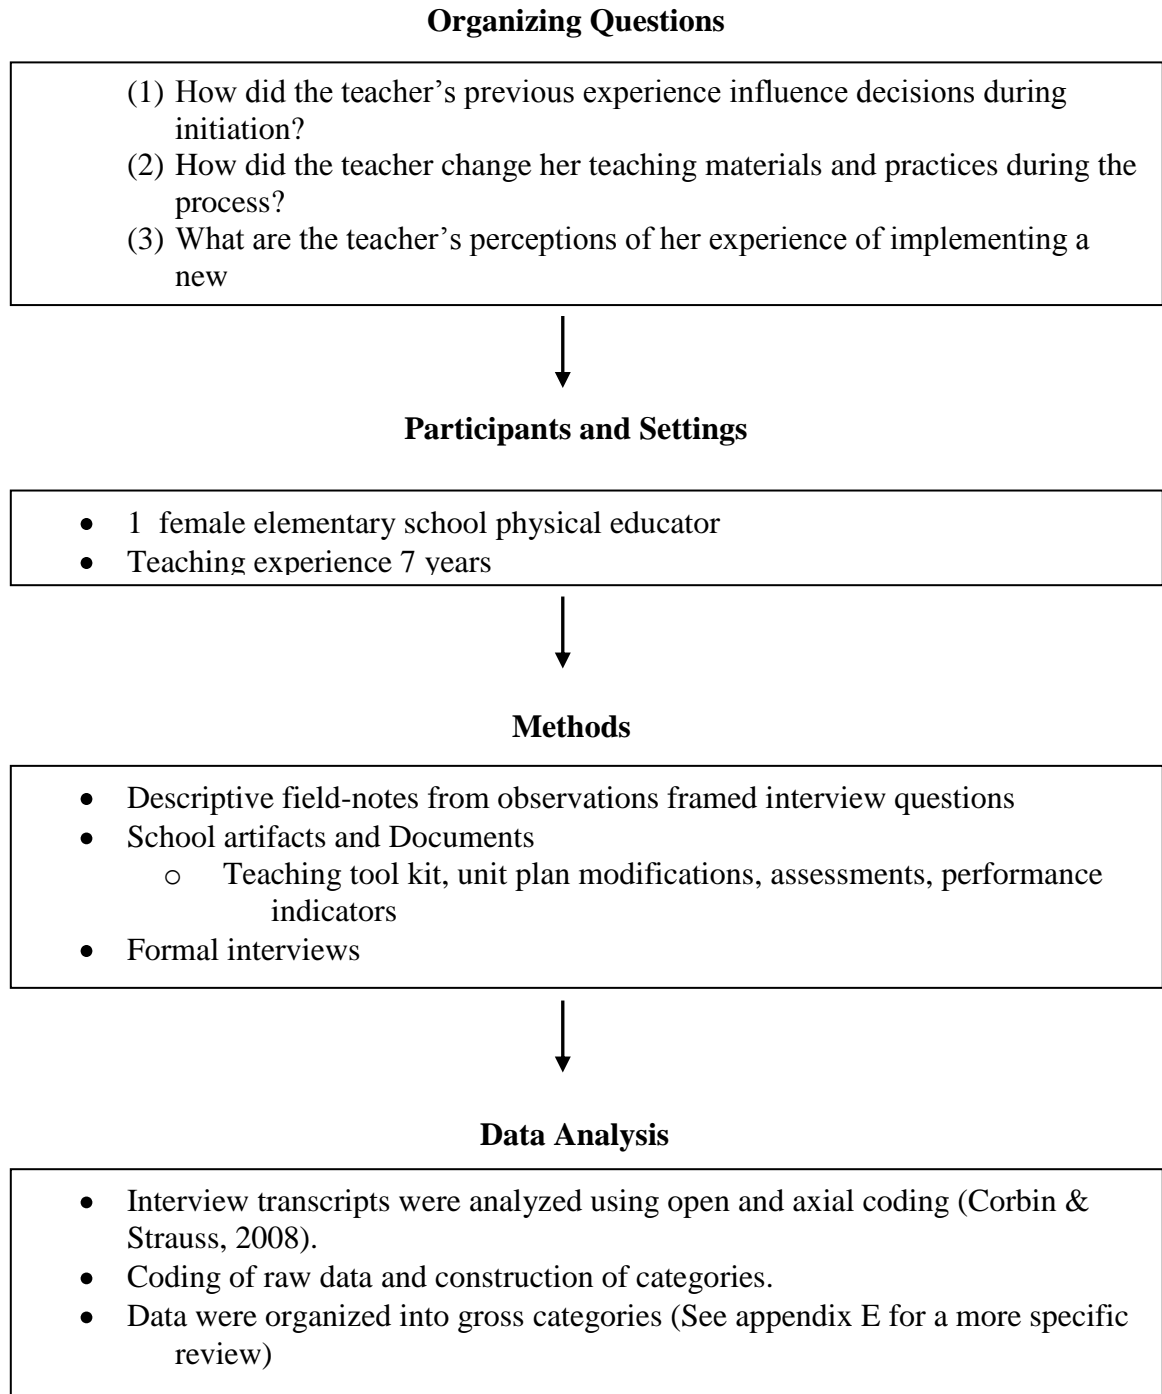 Organizing Questions
(1) How did the teacher’s previous experience influence decisions during
initiation?
(2) How did the teacher change her teaching materials and practices during the
process?
(3) What are the teacher’s perceptions of her experience of implementing a
new
Participants and Settings
• 1 female elementary school physical educator
• Teaching experience 7 years
Methods
• Descriptive field-notes from observations framed interview questions
• School artifacts and Documents
o Teaching tool kit, unit plan modifications, assessments, performance
indicators
• Formal interviews
Data Analysis
• Interview transcripts were analyzed using open and axial coding (Corbin &
Strauss, 2008).
• Coding of raw data and construction of categories.
• Data were organized into gross categories (See appendix E for a more specific
review)